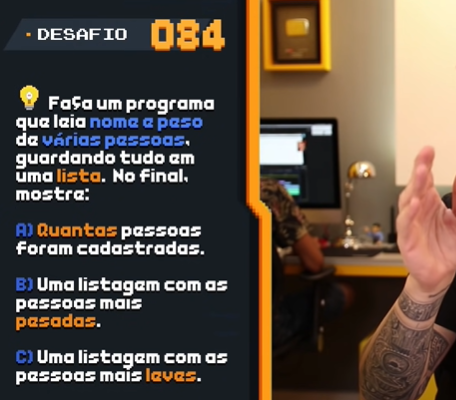 DESAFIO 084
Faça um programa
que leia nome e peso
de várias pessoas,
guardando tudo em
uma lista. No final,
mostre:
A) Quantas pessoas
foram cadastradas.
B) Uma listagem com as
pessoas mais
pesadas.
C) Uma listagem com as
pessoas mais leves.